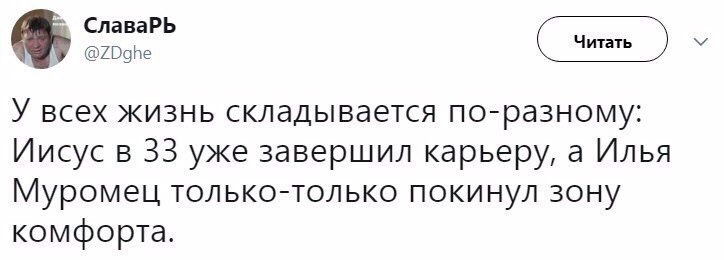 СлаваРЬ
@ZDghe
Читать
У всех жизнь складывается по-разному:
Иисус в 33 уже завершил карьеру, а Илья
Муромец только-только покинул зону
комфорта.